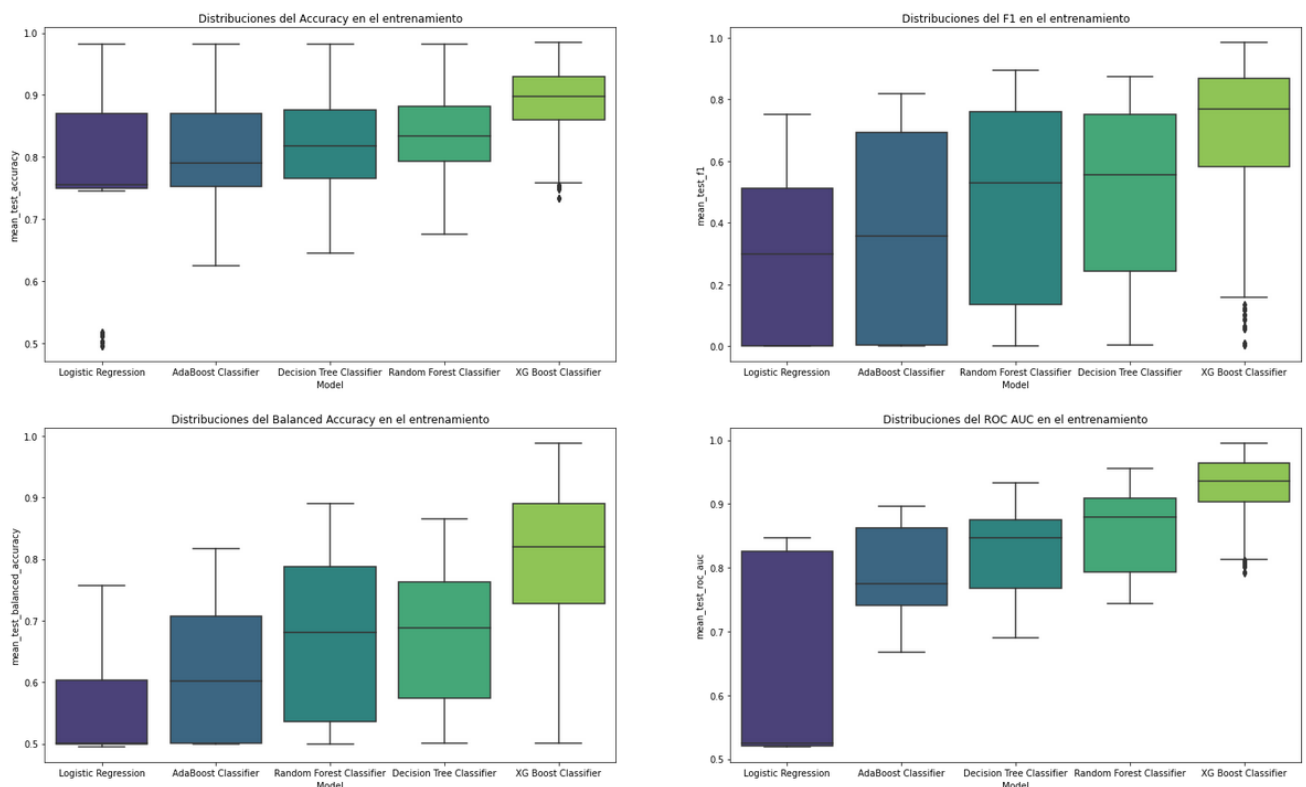 Distribuciones del Accuracy en el entrenamiento
1.0
0.9
0.8
0.7
0.6
0.5
mean_test_accuracy
Logistic Regression AdaBoost Classifier Decision Tree Classifier Random Forest Classifier XG Boost Classifier
Model
Distribuciones del F1 en el entrenamiento
1.0
0.8
0.6
0.4
0.2
0.0
mean_test_f1
Logistic Regression AdaBoost Classifier Random Forest Classifier Decision Tree Classifier XG Boost Classifier
Model
Distribuciones del Balanced Accuracy en el entrenamiento
1.0
0.9
0.8
0.7
0.6
0.5
mean_test_balanced_accuracy
Logistic Regression AdaBoost Classifier Random Forest Classifier Decision Tree Classifier XG Boost Classifier
Model
Distribuciones del ROC AUC en el entrenamiento
1.0
0.9
0.8
0.7
0.6
0.5
mean_test_roc_auc
Logistic Regression AdaBoost Classifier Decision Tree Classifier Random Forest Classifier XG Boost Classifier
Model